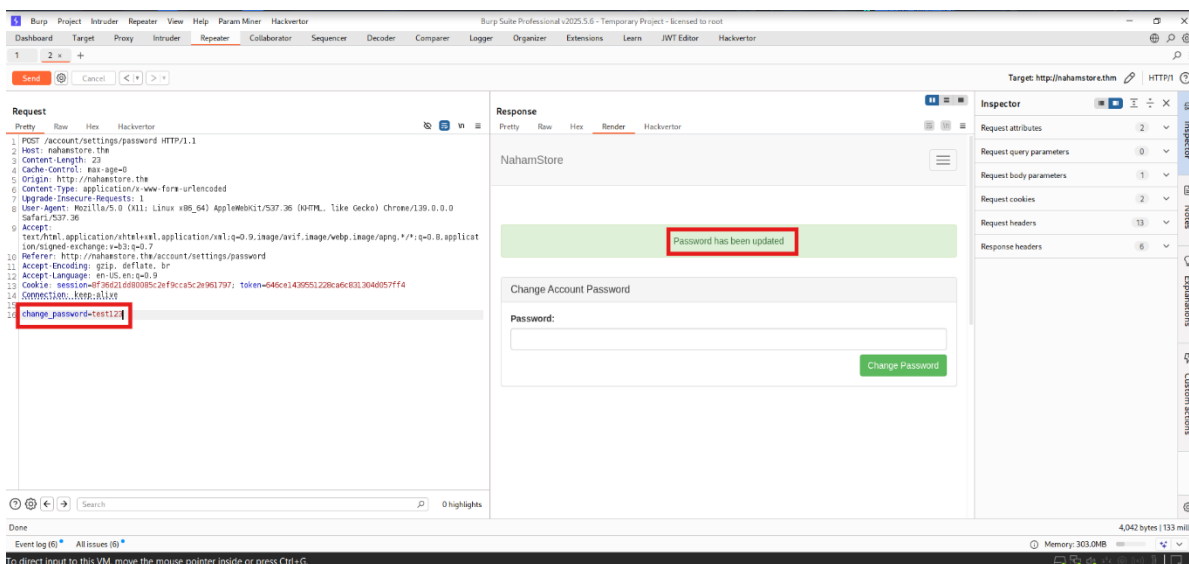 Burp Project Intruder Repeater View Help Param Miner Hackvertor
Burp Suite Professional v2025.5.6 - Temporary Project - licensed to root
Dashboard Target Proxy Intruder Repeater Collaborator Sequencer Decoder Comparer Logger Organizer Extensions Learn JWT Editor Hackvertor
1 2 × +
Send Cancel < >
Target: http://nahamstore.thm HTTP/1
Request
Pretty Raw Hex Hackvertor
1 POST /account/settings/password HTTP/1.1
2 Host: nahamstore.thm
3 Content-Length: 23
4 Cache-Control: max-age=0
5 Origin: http://nahamstore.thm
6 Content-Type: application/x-www-form-urlencoded
7 Upgrade-Insecure-Requests: 1
8 User-Agent: Mozilla/5.0 (X11; Linux x86_64) AppleWebKit/537.36 (KHTML, like Gecko) Chrome/139.0.0.0
Safari/537.36
9 Accept:
text/html,application/xhtml+xml,application/xml;q=0.9,image/avif,image/webp,image/apng,*/*;q=0.8,applicat
ion/signed-exchange;v=b3;q=0.7
10 Referer: http://nahamstore.thm/account/settings/password
11 Accept-Encoding: gzip, deflate, br
12 Accept-Language: en-US,en;q=0.9
13 Cookie: session=8f36d21dd80085c2ef9cca5c2e961797; token=646ce1439551228ca6c831304d057ff4
14 Connection: keep-alive
15
16 change_password=test123
Search
0 highlights
Response
Pretty Raw Hex Render Hackvertor
NahamStore
Password has been updated
Change Account Password
Password:
Change Password
Inspector
Request attributes 2
Request query parameters 0
Request body parameters 1
Request cookies 2
Request headers 13
Response headers 6
Inspector
Notes
Explanations
Custom actions
Done
4,042 bytes | 133 mill
Event log (6) All issues (6)
Memory: 303.0MB
To direct input to this VM, move the mouse pointer inside or press Ctrl+G.